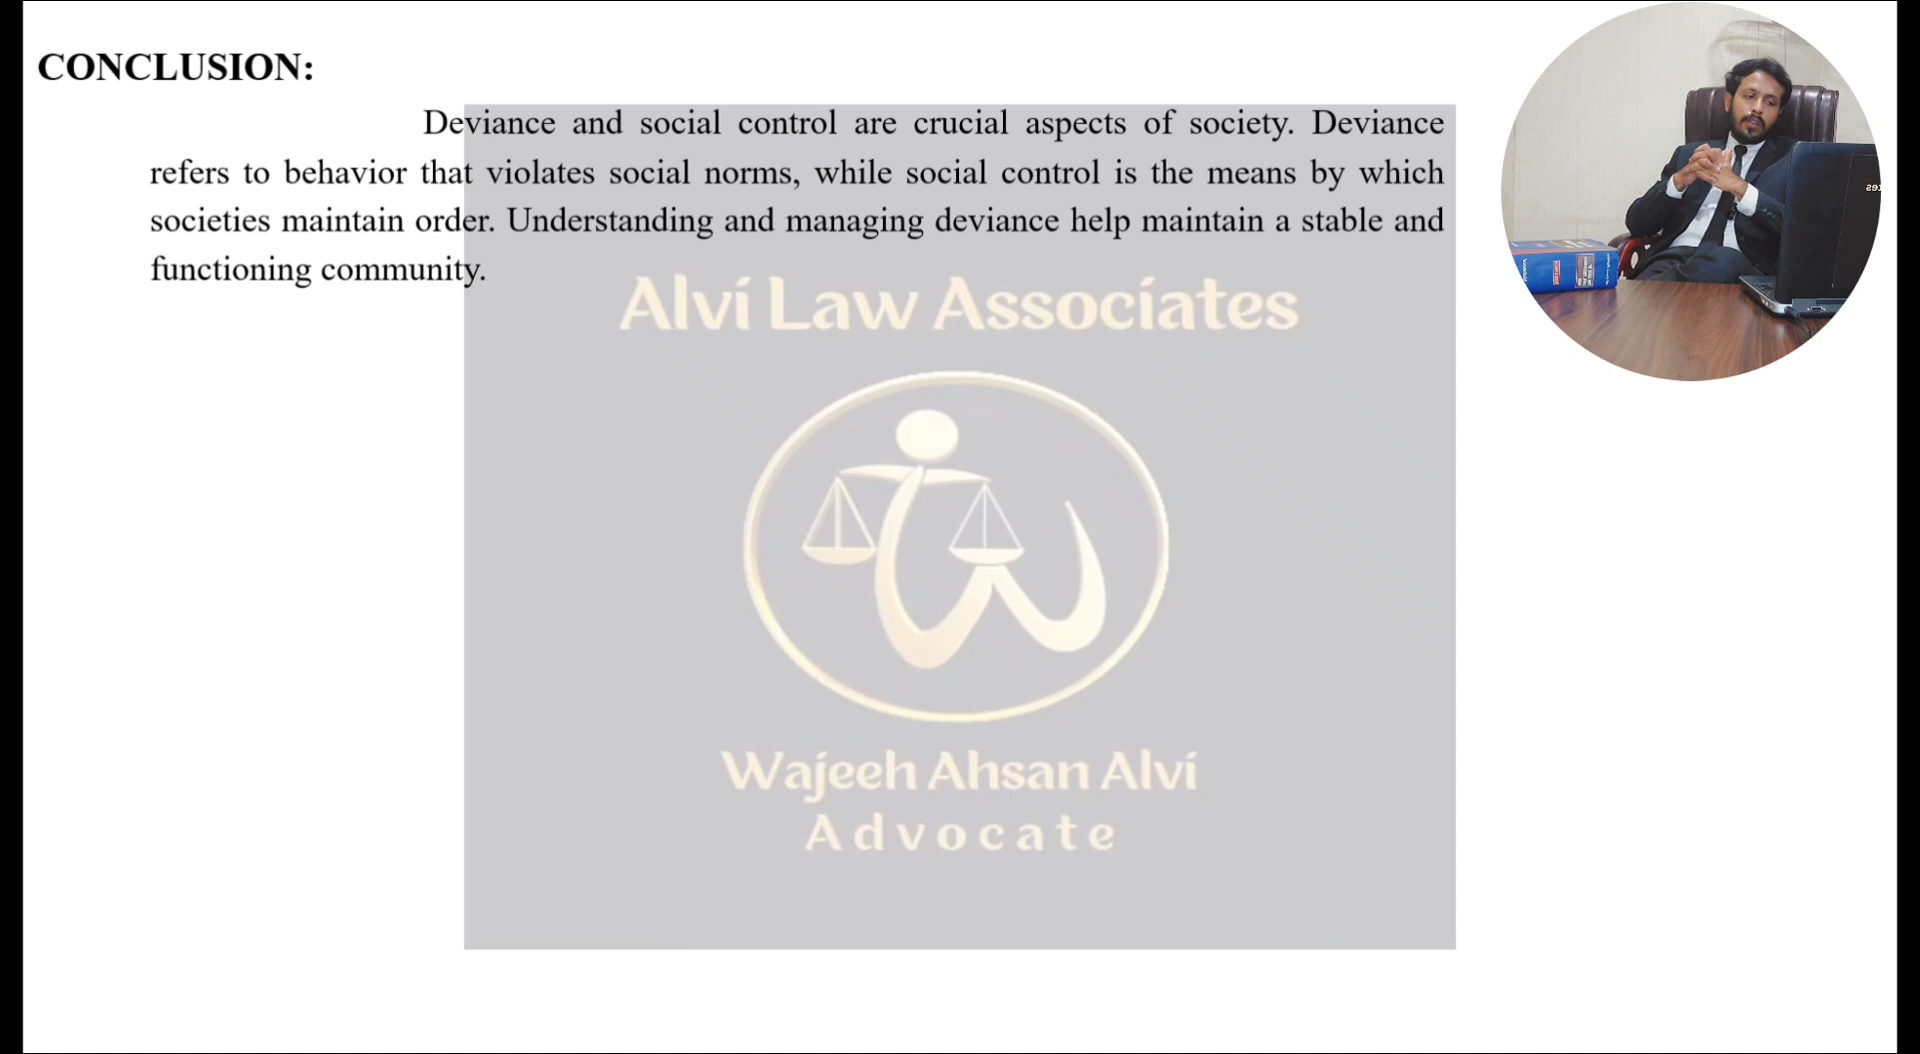 CONCLUSION:
Deviance and social control are crucial aspects of society. Deviance
refers to behavior that violates social norms, while social control is the means by which
societies maintain order. Understanding and managing deviance help maintain a stable and
functioning community.
Alvi Law Associates
Wajeeh Ahsan Alvi
Advocate